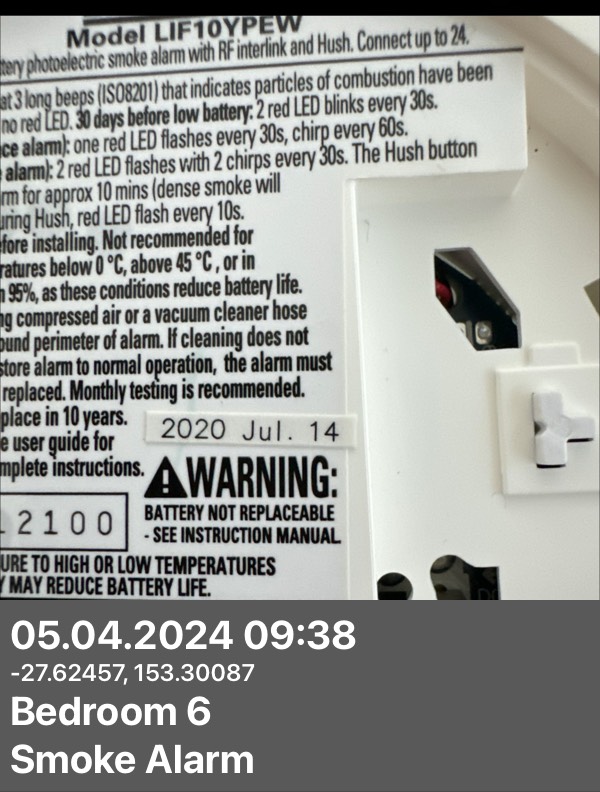 Model LIF10YPEW
ttery photoelectric smoke alarm with RF interlink and Hush. Connect up to 24.
at 3 long beeps (ISO8201) that indicates particles of combustion have been
no red LED. 30 days before low battery: 2 red LED blinks every 30s.
ce alarm): one red LED flashes every 30s, chirp every 60s.
alarm): 2 red LED flashes with 2 chirps every 30s. The Hush button
rm for approx 10 mins (dense smoke will
uring Hush, red LED flash every 10s.
fore installing. Not recommended for
ratures below 0 °C, above 45 °C, or in
95%, as these conditions reduce battery life.
ng compressed air or a vacuum cleaner hose
ound perimeter of alarm. If cleaning does not
store alarm to normal operation, the alarm must
replaced. Monthly testing is recommended.
place in 10 years.
2020 Jul. 14
e user guide for
mplete instructions.
WARNING:
2100
BATTERY NOT REPLACEABLE
- SEE INSTRUCTION MANUAL
URE TO HIGH OR LOW TEMPERATURES
Y MAY REDUCE BATTERY LIFE.
05.04.2024 09:38
-27.62457, 153.30087
Bedroom 6
Smoke Alarm